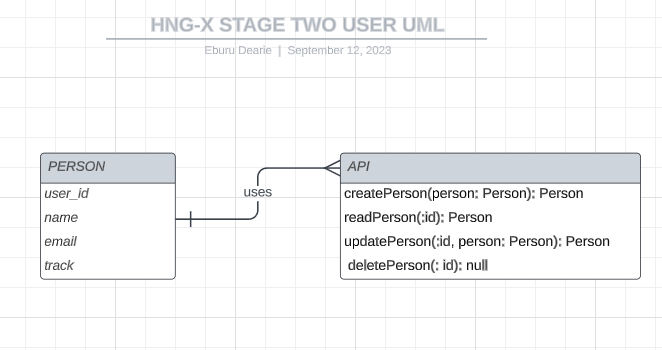 HNG-X STAGE TWO USER UML
Eburu Dearie | September 12, 2023
PERSON
user_id
name
email
track
uses
API
createPerson(person: Person): Person
readPerson(:id): Person
updatePerson(:id, person: Person): Person
deletePerson(: id): null